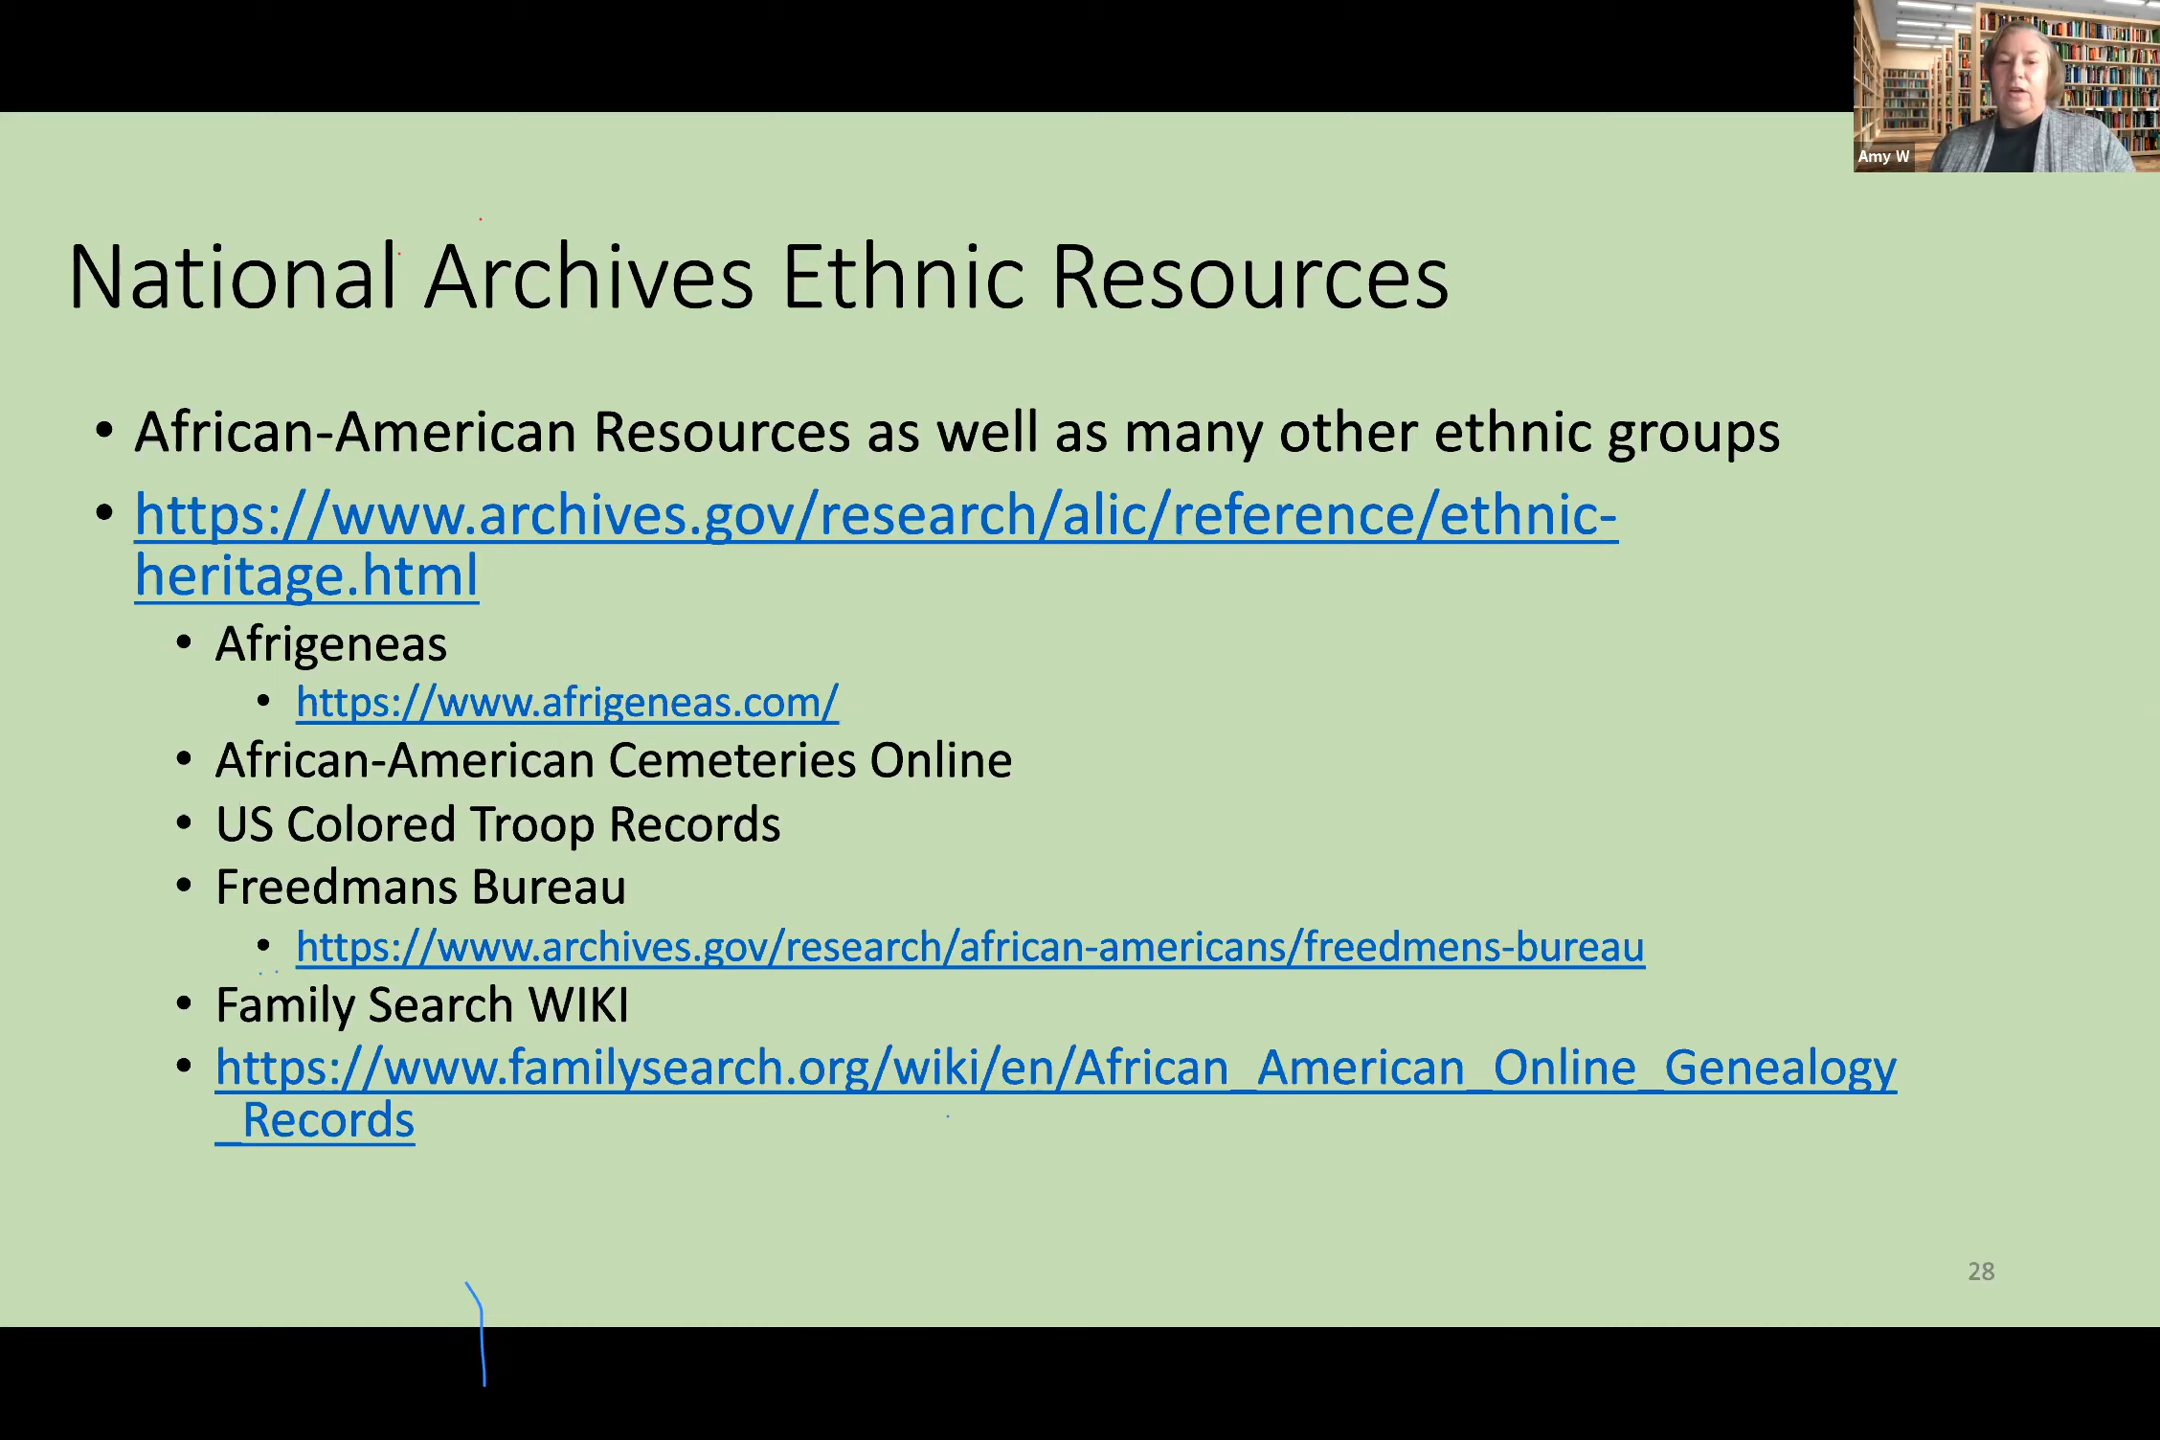 Amy W
National Archives Ethnic Resources
• African-American Resources as well as many other ethnic groups
• https://www.archives.gov/research/alic/reference/ethnic-
heritage.html
• Afrigeneas
• https://www.afrigeneas.com/
• African-American Cemeteries Online
• US Colored Troop Records
• Freedmans Bureau
• https://www.archives.gov/research/african-americans/freedmens-bureau
• Family Search WIKI
• https://www.familysearch.org/wiki/en/African_American_Online_Genealogy
_Records
28